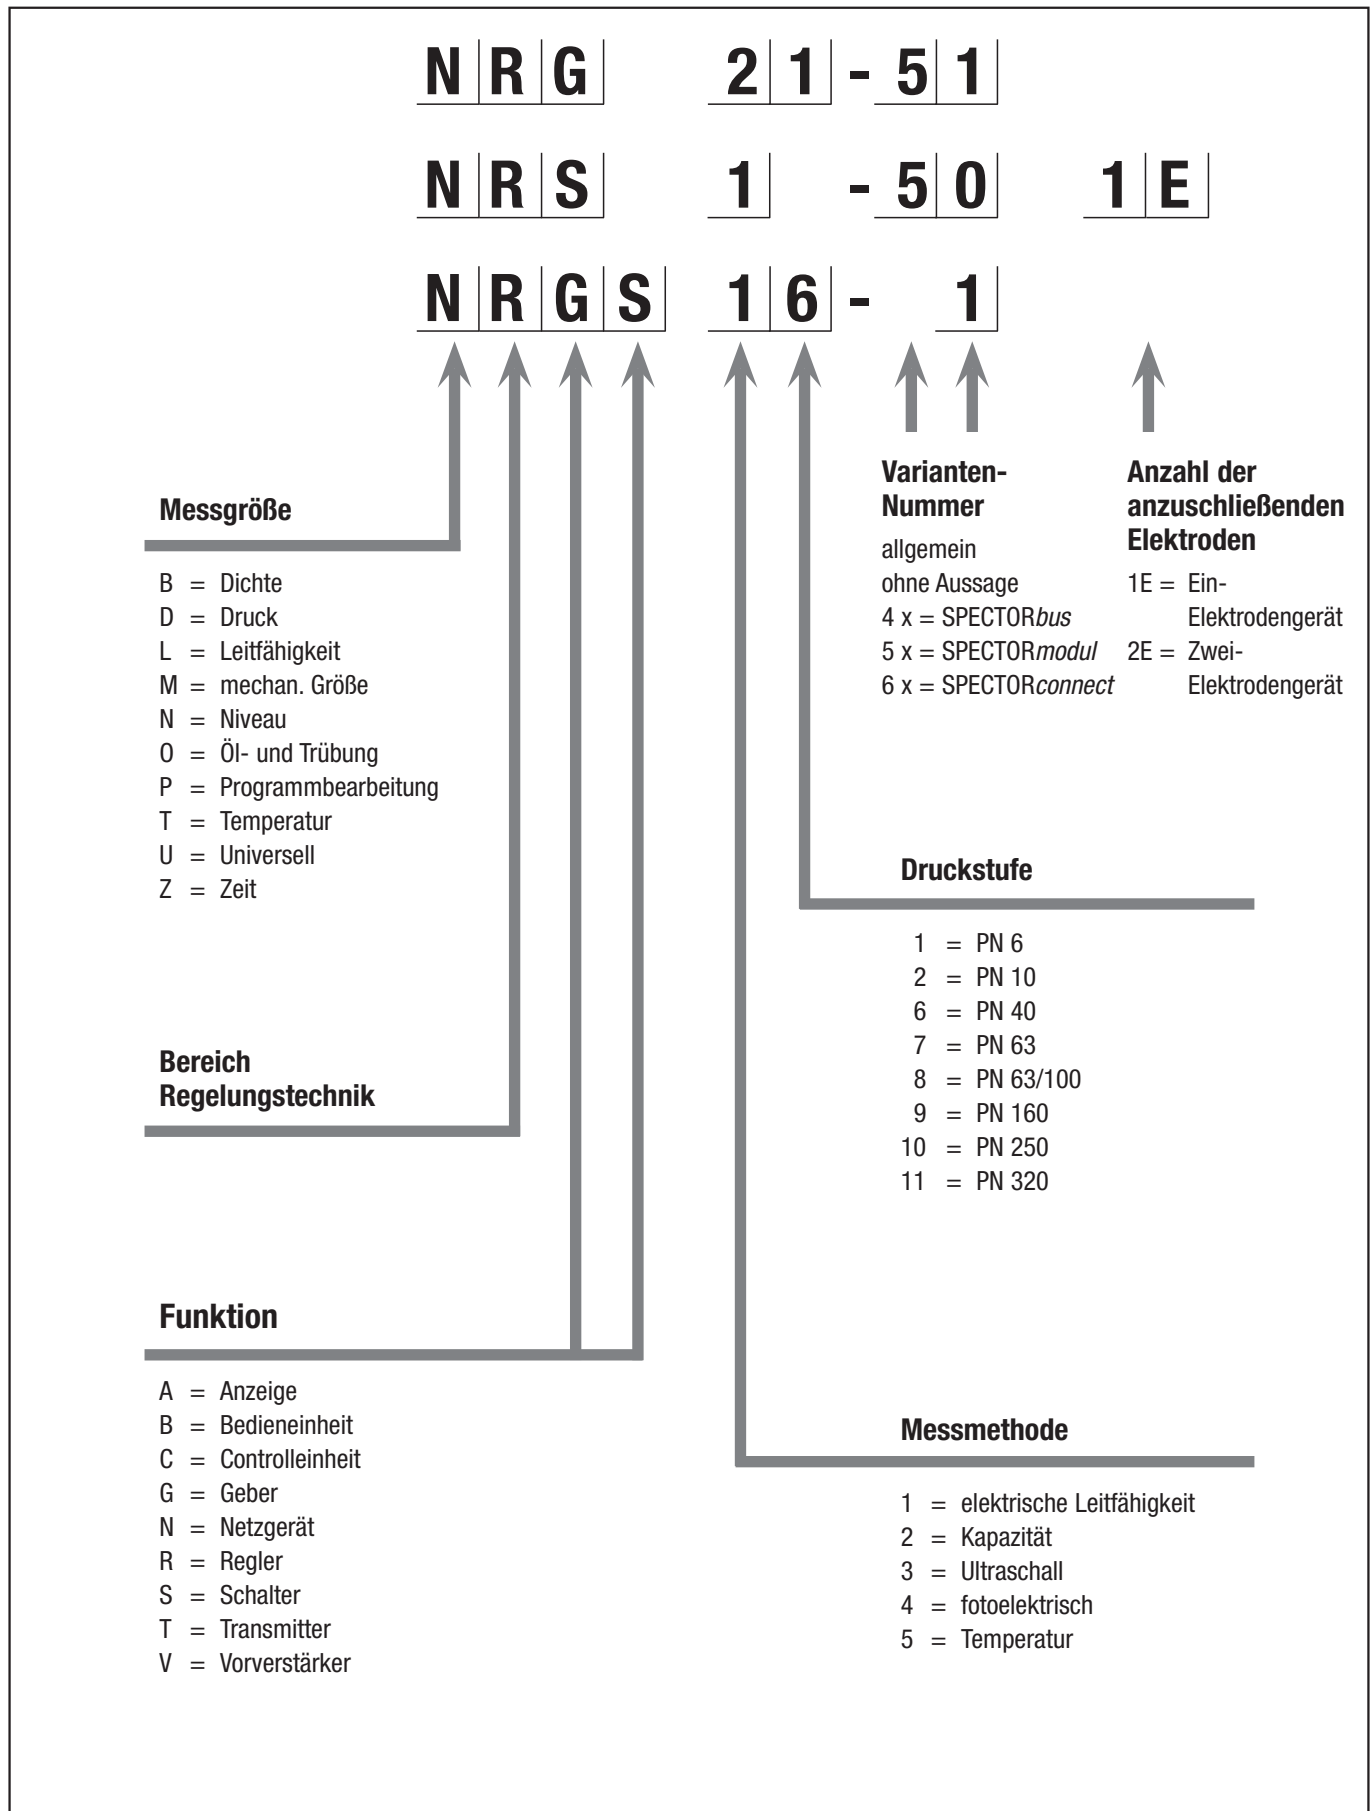 NRG 21-51
NRS 1 -50 1E
NRGS 16- 1
Messgröße
B = Dichte
D = Druck
L = Leitfähigkeit
M = mechan. Größe
N = Niveau
O = Öl- und Trübung
P = Programmbearbeitung
T = Temperatur
U = Universell
Z = Zeit
Bereich
Regelungstechnik
Funktion
A = Anzeige
B = Bedieneinheit
C = Controlleinheit
G = Geber
N = Netzgerät
R = Regler
S = Schalter
T = Transmitter
V = Vorverstärker
Varianten-
Nummer
allgemein
ohne Aussage
4 x = SPECTORbus
5 x = SPECTORmodul
6 x = SPECTORconnect
Anzahl der
anzuschließenden
Elektroden
1E = Ein-
Elektrodengerät
2E = Zwei-
Elektrodengerät
Druckstufe
1 = PN 6
2 = PN 10
6 = PN 40
7 = PN 63
8 = PN 63/100
9 = PN 160
10 = PN 250
11 = PN 320
Messmethode
1 = elektrische Leitfähigkeit
2 = Kapazität
3 = Ultraschall
4 = fotoelektrisch
5 = Temperatur